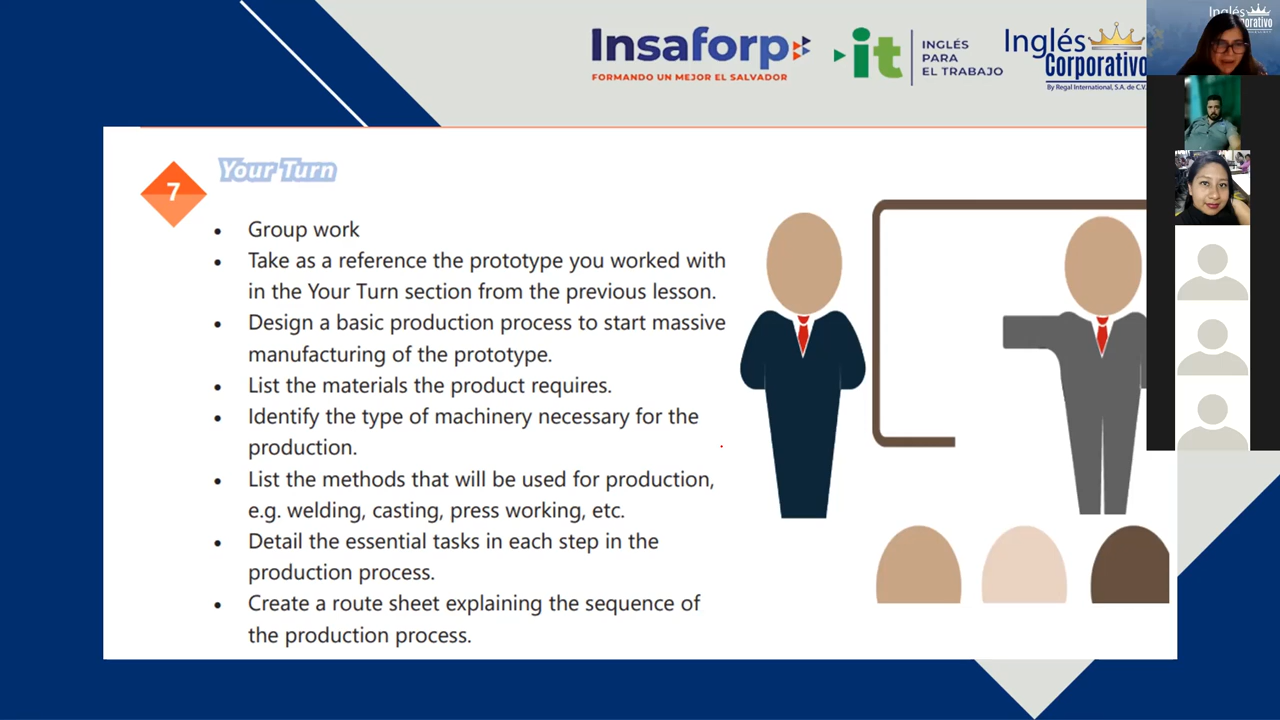 Insaforp
FORMANDO UN MEJOR EL SALVADOR
it
INGLÉS
PARA
EL TRABAJO
Inglés
Corporativo
By Regal International, S.A. de C.V.
7
Your Turn
• Group work
• Take as a reference the prototype you worked with
in the Your Turn section from the previous lesson.
• Design a basic production process to start massive
manufacturing of the prototype.
• List the materials the product requires.
• Identify the type of machinery necessary for the
production.
• List the methods that will be used for production,
e.g. welding, casting, press working, etc.
• Detail the essential tasks in each step in the
production process.
• Create a route sheet explaining the sequence of
the production process.